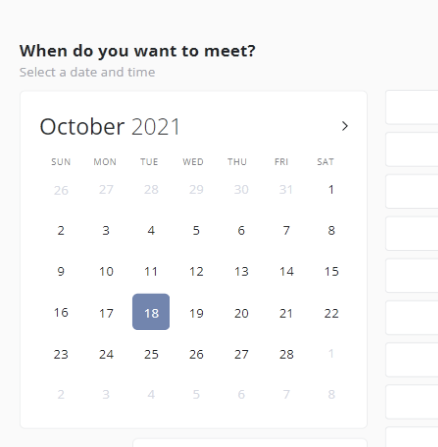 When do you want to meet?
Select a date and time
October 2021
SUN MON TUE WED THU FRI SAT
26 27 28 29 30 31 1
2 3 4 5 6 7 8
9 10 11 12 13 14 15
16 17 18 19 20 21 22
23 24 25 26 27 28 1
2 3 4 5 6 7 8